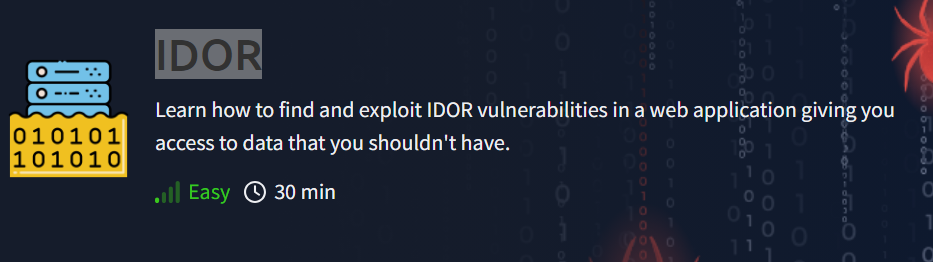 IDOR
Learn how to find and exploit IDOR vulnerabilities in a web application giving you
access to data that you shouldn't have.
010101
101010
Easy 30 min